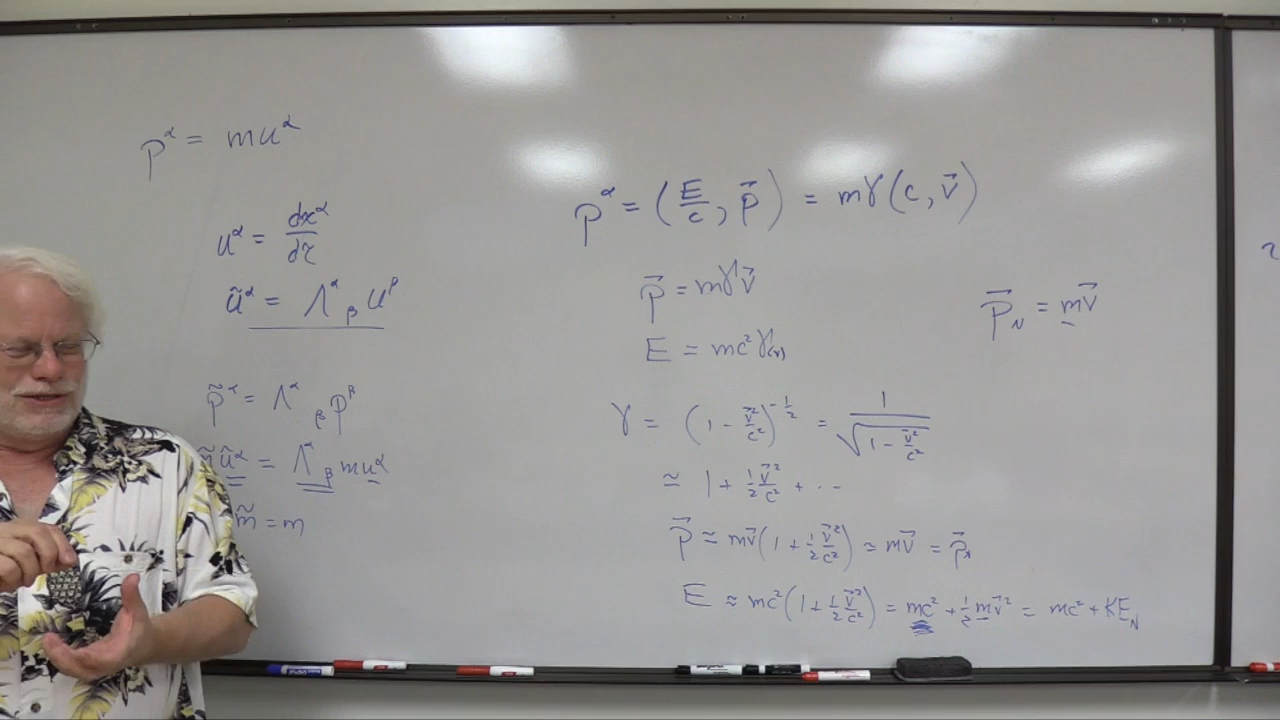 p^α = mu^α
u^α = dx^α/dτ
ũ^α = Λ^α_β u^β
p̃^α = Λ^α_β p^β
m̃ũ^α = Λ^α_β mu^α
m̃ = m
p^α = (E/c, p⃗) = mγ(c, v⃗)
p⃗ = mγv⃗
E = mc²γ(v)
p⃗_N = mv⃗
γ = (1 - v⃗²/c²)^(-1/2) = 1/√(1 - v⃗²/c²)
≈ 1 + ½ v⃗²/c² + ...
p⃗ ≈ mv⃗(1 + ½ v⃗²/c²) ≈ mv⃗ = p⃗_N
E ≈ mc²(1 + ½ v⃗²/c²) = mc² + ½mv⃗² = mc² + KE_N